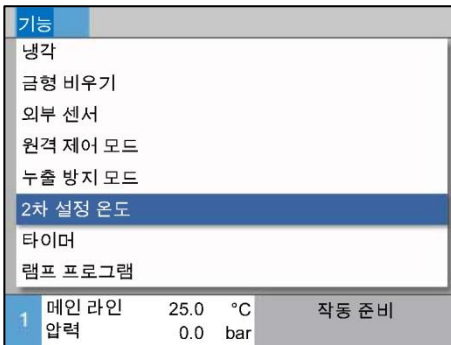 기능
냉각
금형 비우기
외부 센서
원격 제어 모드
누출 방지 모드
2차 설정 온도
타이머
램프 프로그램
1 메인 라인 25.0 °C 작동 준비
압력 0.0 bar